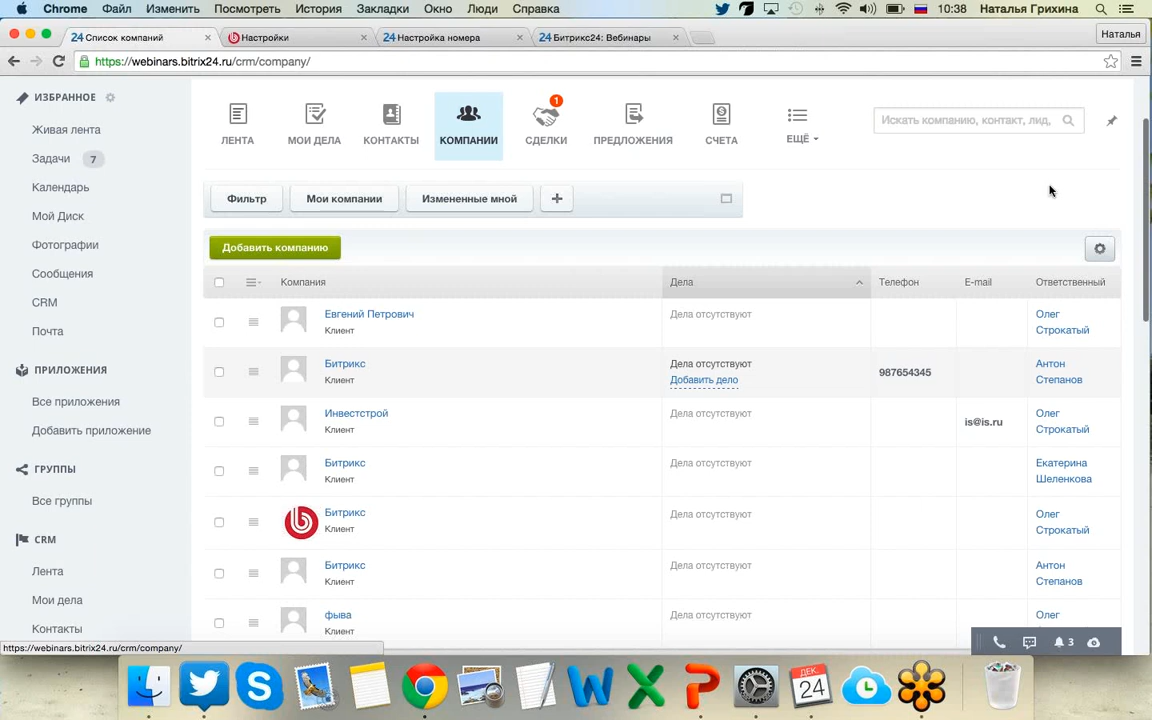 Chrome Файл Изменить Посмотреть История Закладки Окно Люди Справка 10:38 Наталья Грихина
24 Список компаний × Настройки × 24 Настройка номера × 24 Битрикс24: Вебинары × Наталья
https://webinars.bitrix24.ru/crm/company/
ИЗБРАННОЕ
Живая лента
Задачи 7
Календарь
Мой Диск
Фотографии
Сообщения
CRM
Почта
ПРИЛОЖЕНИЯ
Все приложения
Добавить приложение
ГРУППЫ
Все группы
CRM
Лента
Мои дела
Контакты
1
ЛЕНТА МОИ ДЕЛА КОНТАКТЫ КОМПАНИИ СДЕЛКИ ПРЕДЛОЖЕНИЯ СЧЕТА ЕЩЁ
Искать компанию, контакт, лид,
Фильтр Мои компании Измененные мной +
Добавить компанию
Компания Дела Телефон E-mail Ответственный
Евгений Петрович Дела отсутствуют Олег
Клиент Строкатый
Битрикс Дела отсутствуют Антон
Клиент Добавить дело 987654345 Степанов
Инвестстрой Дела отсутствуют Олег
Клиент is@is.ru Строкатый
Битрикс Дела отсутствуют Екатерина
Клиент Шеленкова
Битрикс Дела отсутствуют Олег
Клиент Строкатый
Битрикс Дела отсутствуют Антон
Клиент Степанов
фыва Дела отсутствуют Олег
Клиент
3
https://webinars.bitrix24.ru/crm/company/
ДЕК
24